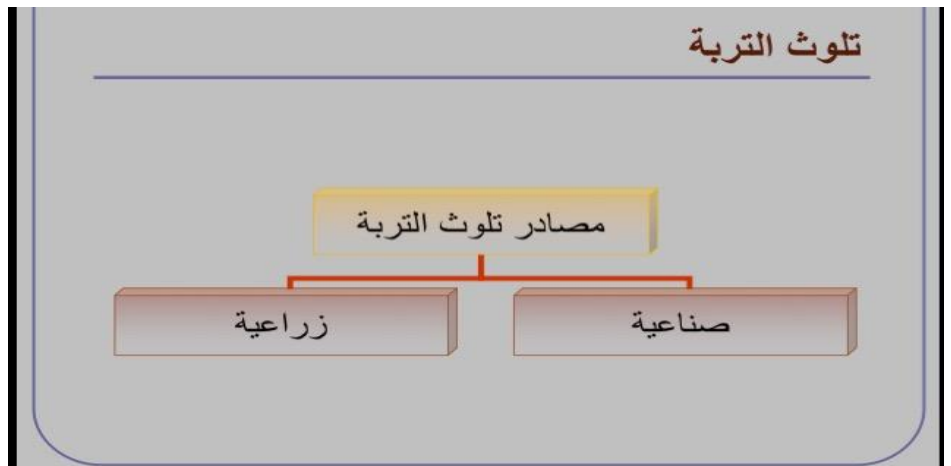 تلوث التربة
مصادر تلوث التربة
صناعية
زراعية